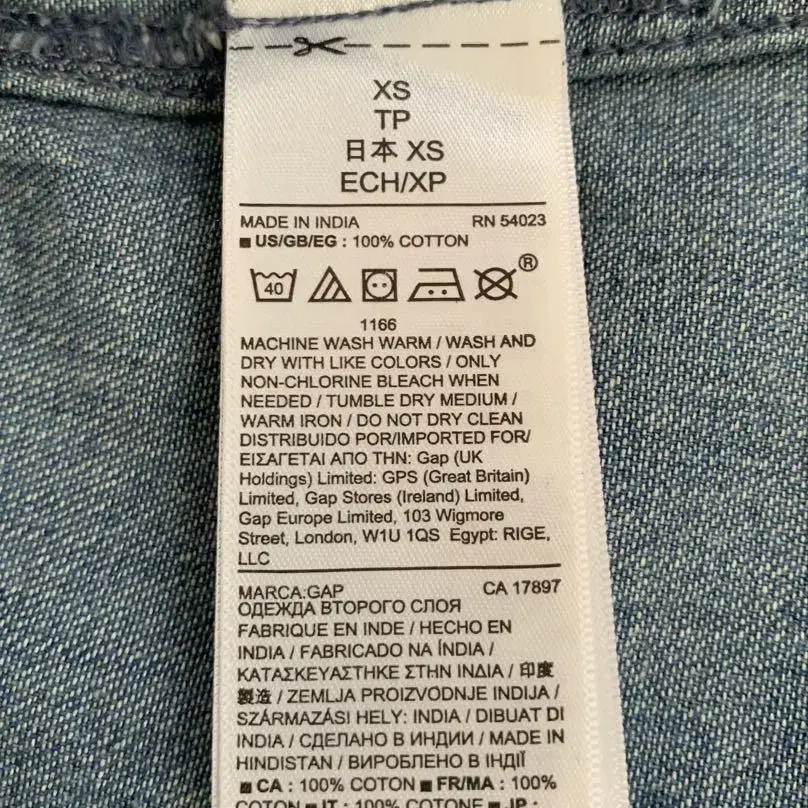 XS
TP
日本 XS
ECH/XP
MADE IN INDIA RN 54023
■ US/GB/EG : 100% COTTON
40 ®
1166
MACHINE WASH WARM / WASH AND
DRY WITH LIKE COLORS / ONLY
NON-CHLORINE BLEACH WHEN
NEEDED / TUMBLE DRY MEDIUM /
WARM IRON / DO NOT DRY CLEAN
DISTRIBUIDO POR/IMPORTED FOR/
ΕΙΣΑΓΕΤΑΙ ΑΠΟ ΤΗΝ: Gap (UK
Holdings) Limited: GPS (Great Britain)
Limited, Gap Stores (Ireland) Limited,
Gap Europe Limited, 103 Wigmore
Street, London, W1U 1QS Egypt: RIGE,
LLC
MARCA:GAP CA 17897
ОДЕЖДА ВТОРОГО СЛОЯ
FABRIQUE EN INDE / HECHO EN
INDIA / FABRICADO NA ÍNDIA /
ΚΑΤΑΣΚΕΥΑΣΤΗΚΕ ΣΤΗΝ ΙΝΔΙΑ / 印度
製造 / ZEMLJA PROIZVODNJE INDIJA /
SZÁRMAZÁSI HELY: INDIA / DIBUAT DI
INDIA / СДЕЛАНО В ИНДИИ / MADE IN
HINDISTAN / ВИРОБЛЕНО В ІНДІЇ
■ CA : 100% COTON ■ FR/MA : 100%
COTON ■ IT : 100% COTONE ■ JP :